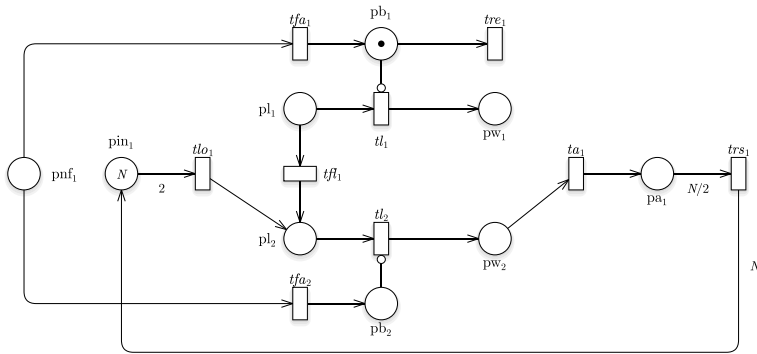 pb₁
tfa₁
tre₁
pl₁
tl₁
pw₁
pin₁
tlo₁
ta₁
trs₁
pnf₁
N
2
tfl₁
pa₁
N/2
pl₂
tl₂
pw₂
N
tfa₂
pb₂